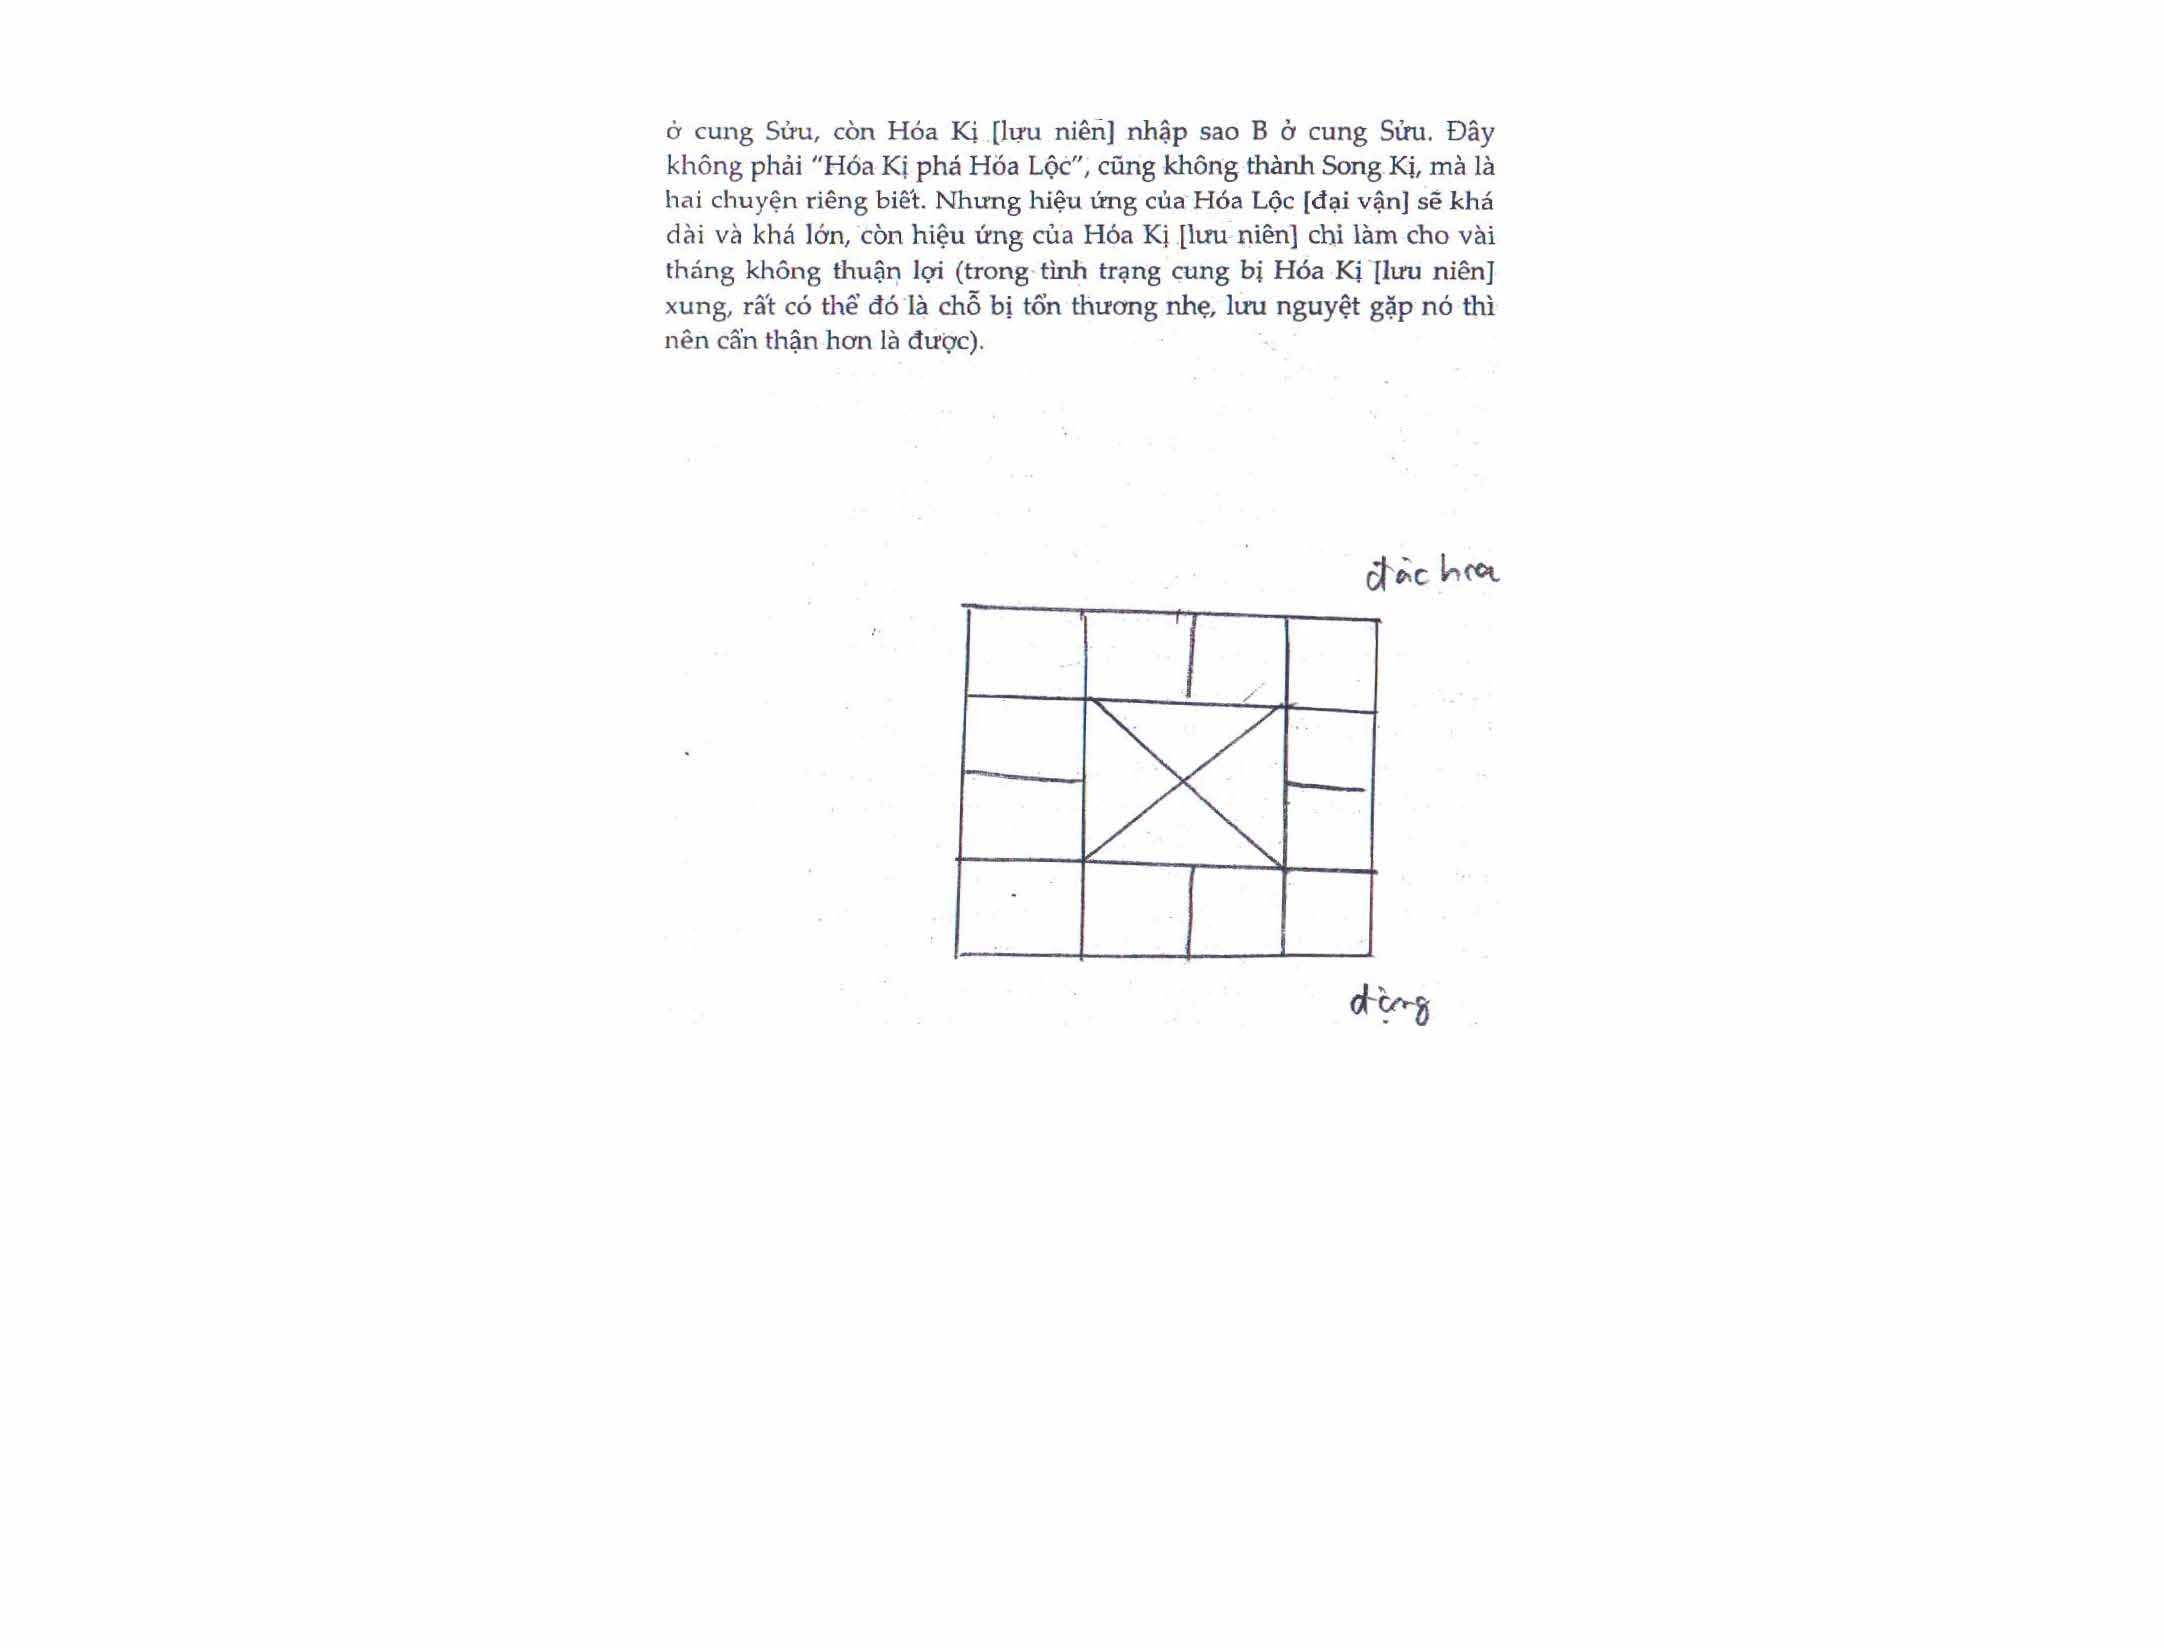 ở cung Sửu, còn Hóa Kị [lựu niên] nhập sao B ở cung Sửu. Đây
không phải “Hóa Kị phá Hóa Lộc”, cũng không thành Song Kị, mà là
hai chuyện riêng biết. Nhưng hiệu ứng của Hóa Lộc [đại vận] sẽ khá
dài và khá lớn, còn hiệu ứng của Hóa Kị [lưu niên] chỉ làm cho vài
tháng không thuận lợi (trong tình trạng cung bị Hóa Kị [lưu niên]
xung, rất có thể đó là chỗ bị tổn thương nhẹ, lưu nguyệt gặp nó thì
nên cẩn thận hơn là được).